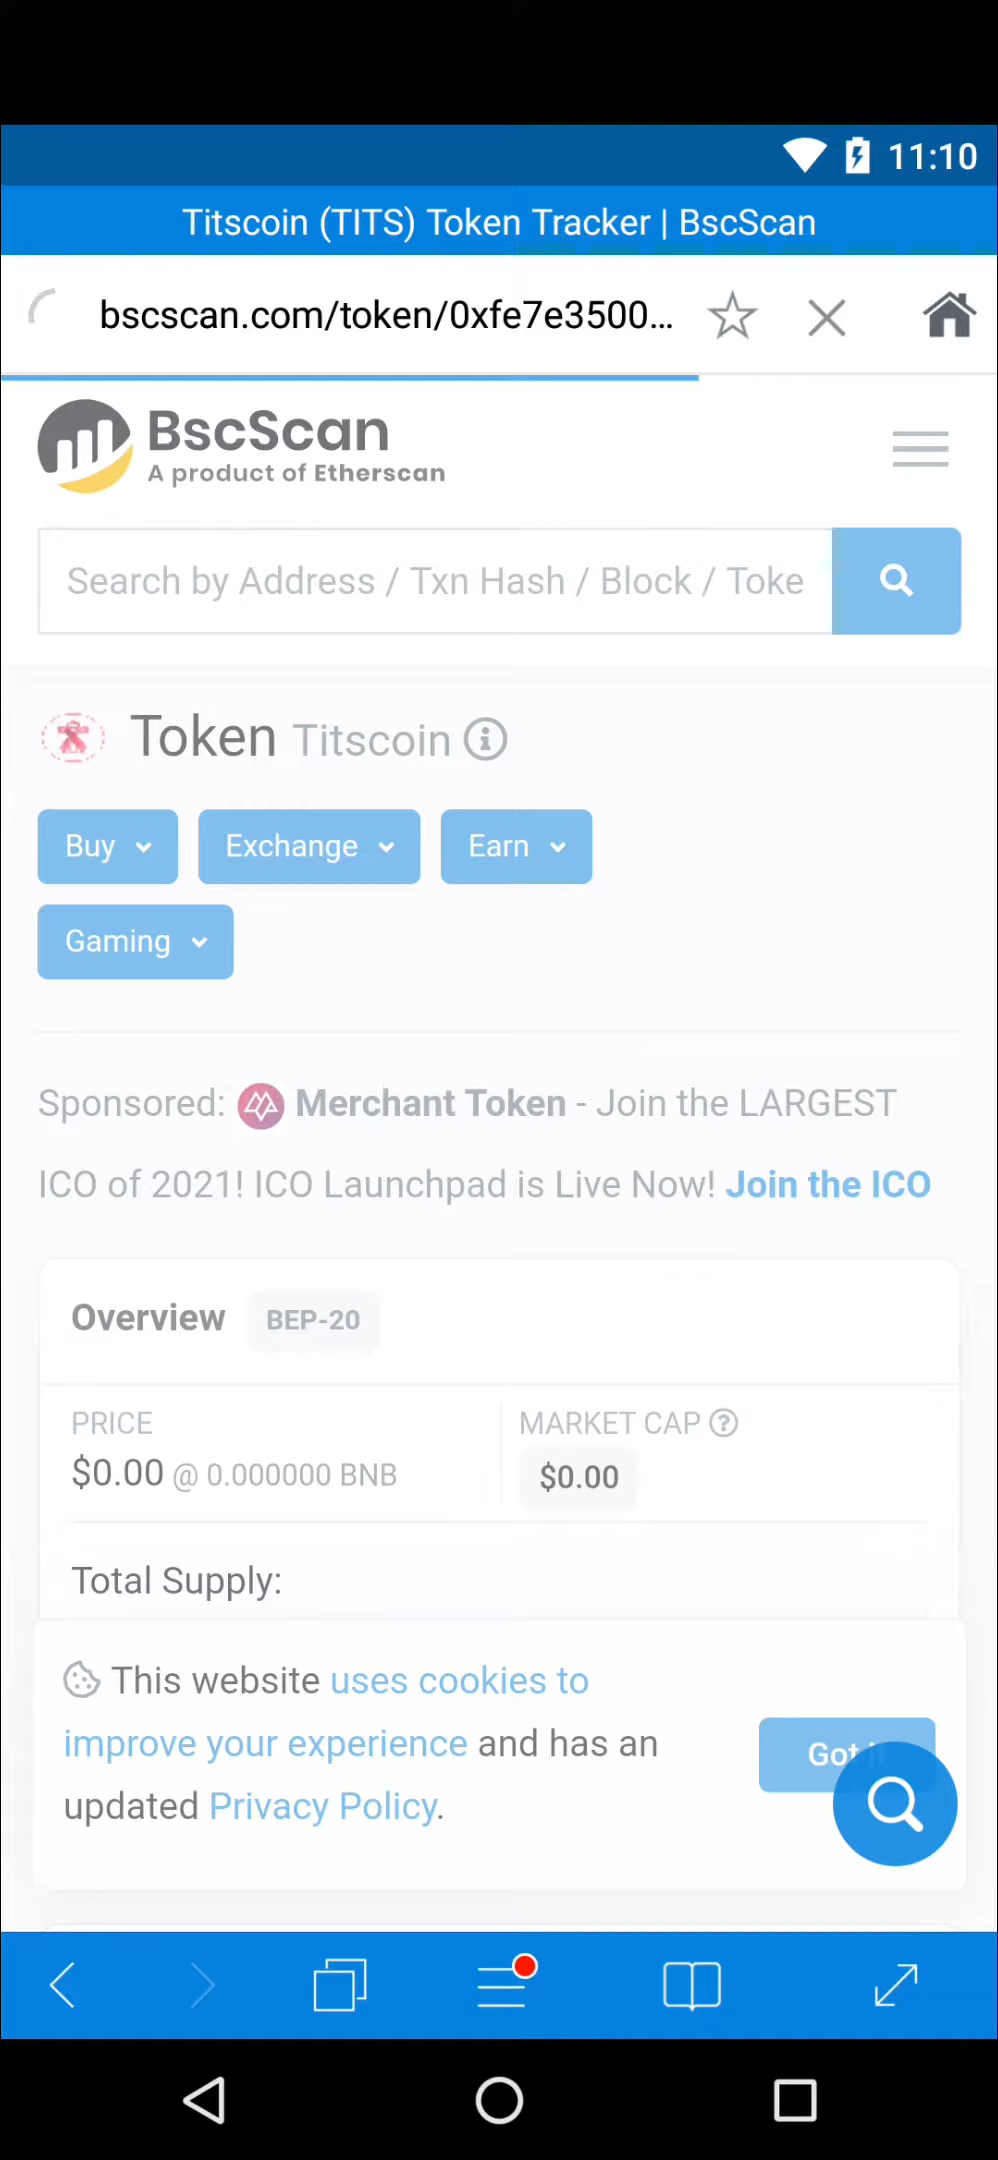 11:10
Titscoin (TITS) Token Tracker | BscScan
bscscan.com/token/0xfe7e3500...
BscScan
A product of Etherscan
Search by Address / Txn Hash / Block / Toke
Token Titscoin
Buy Exchange Earn
Gaming
Sponsored: Merchant Token - Join the LARGEST
ICO of 2021! ICO Launchpad is Live Now! Join the ICO
Overview BEP-20
PRICE MARKET CAP
$0.00 @ 0.000000 BNB $0.00
Total Supply:
This website uses cookies to
improve your experience and has an
Got
updated Privacy Policy.